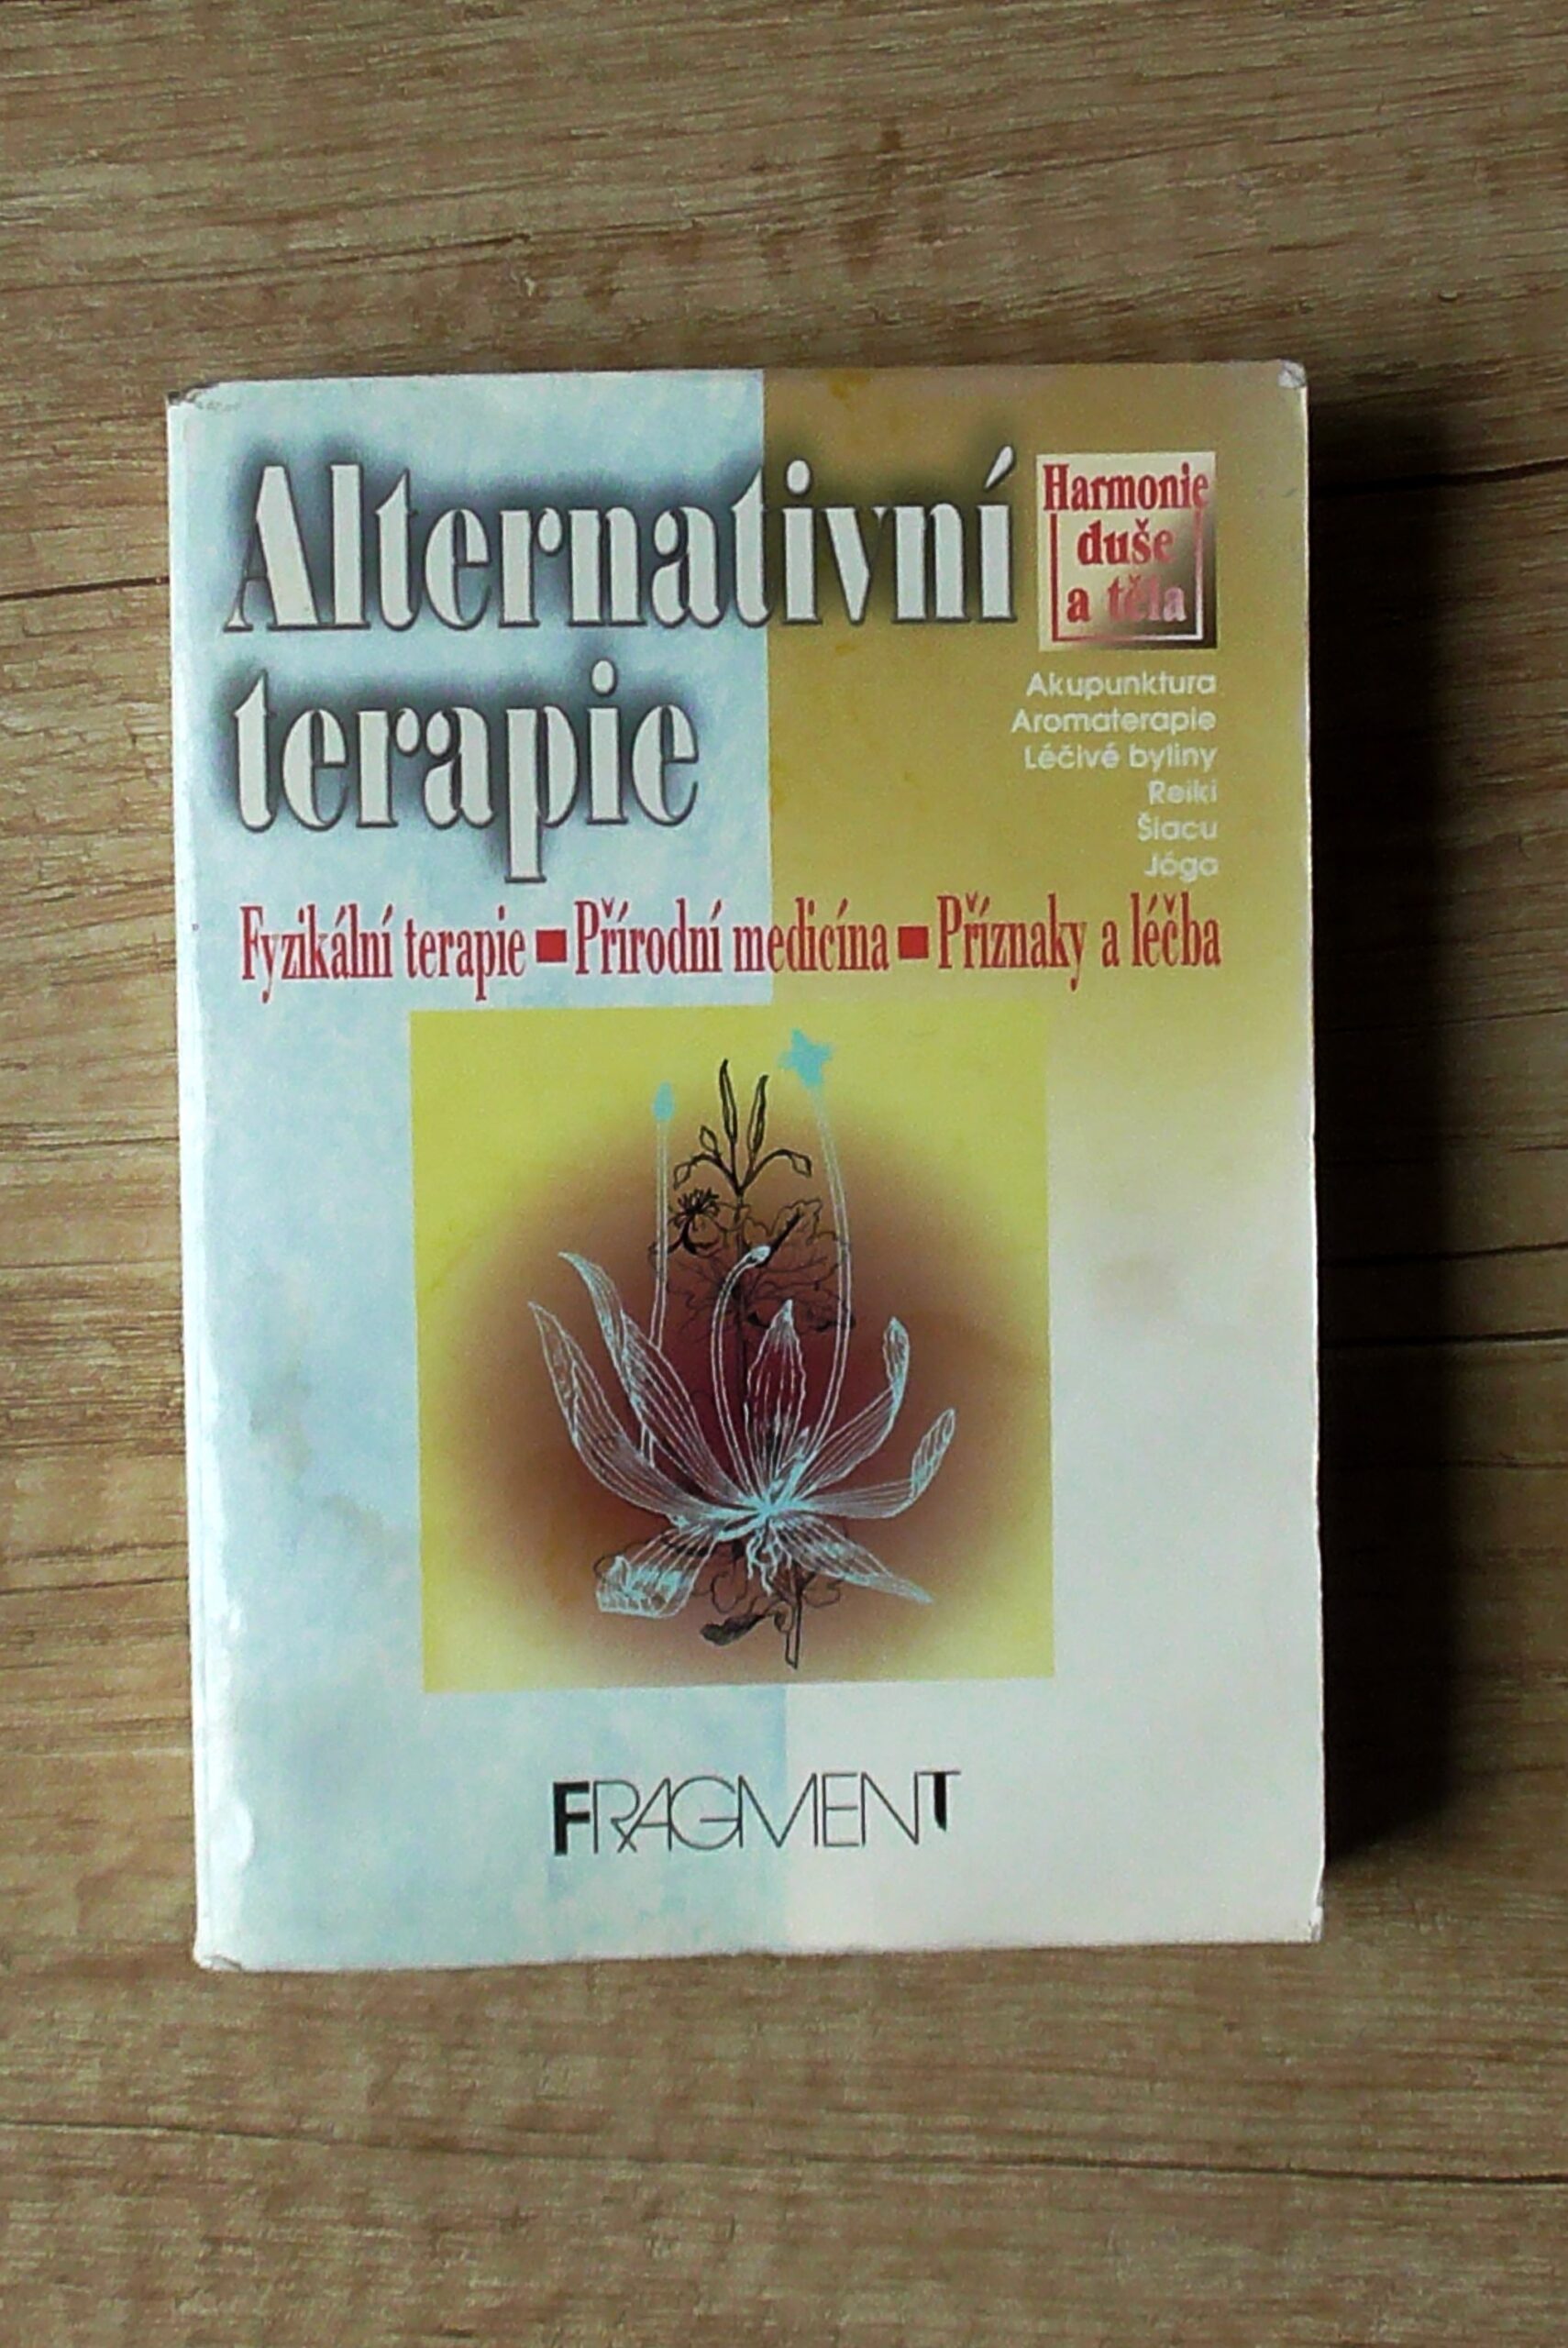 Alternativní
terapie
Harmonie
duše
a těla
Akupunktura
Aromaterapie
Léčivé byliny
Reiki
Šiacu
Jóga
Fyzikální terapie ■ Přírodní medicína ■ Příznaky a léčba
FRAGMENT